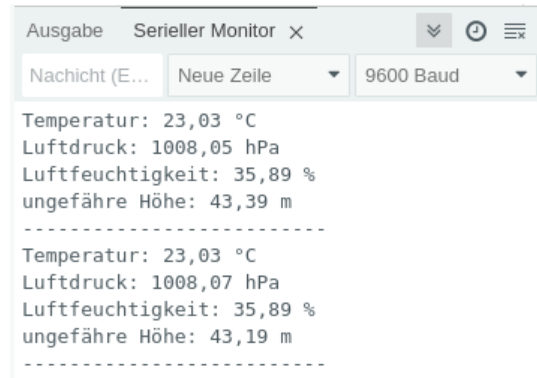 Ausgabe Serieller Monitor
Nachicht (E... Neue Zeile 9600 Baud
Temperatur: 23,03 °C
Luftdruck: 1008,05 hPa
Luftfeuchtigkeit: 35,89 %
ungefähre Höhe: 43,39 m
--------------------------
Temperatur: 23,03 °C
Luftdruck: 1008,07 hPa
Luftfeuchtigkeit: 35,89 %
ungefähre Höhe: 43,19 m
--------------------------